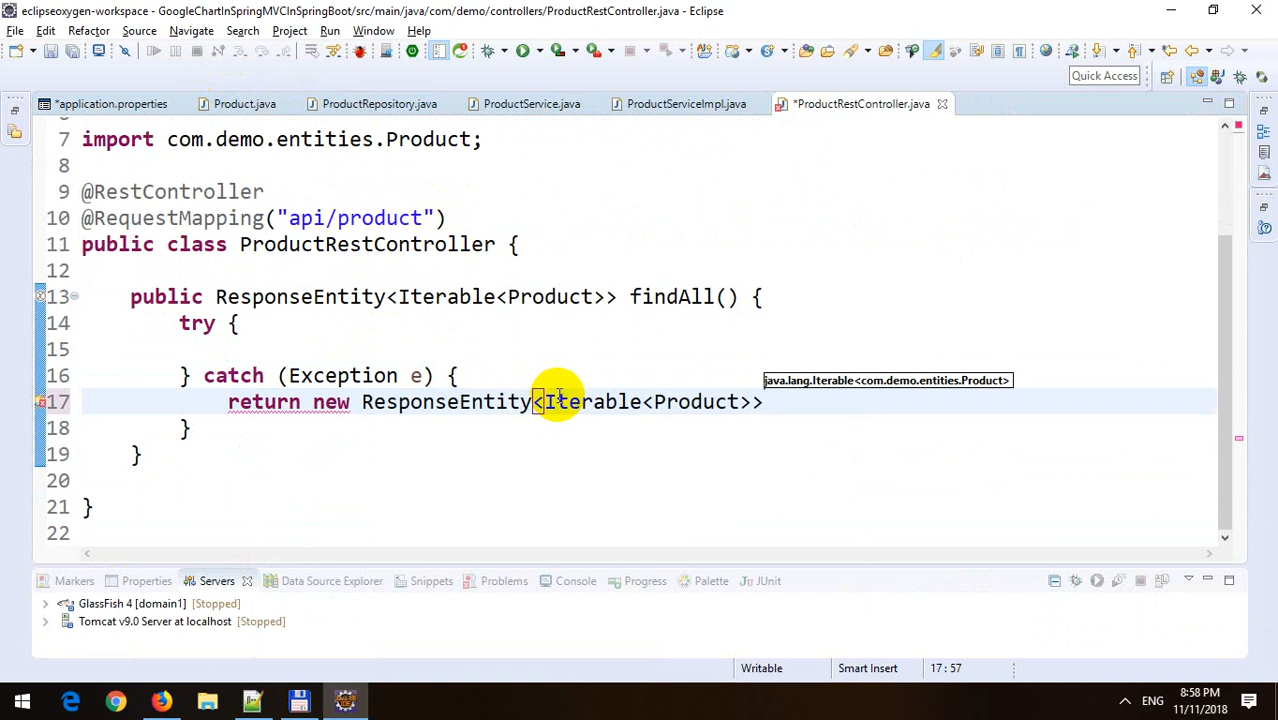 eclipseoxygen-workspace - GoogleChartInSpringMVCInSpringBoot/src/main/java/com/demo/controllers/ProductRestController.java - Eclipse
File Edit Refactor Source Navigate Search Project Run Window Help
Quick Access
*application.properties Product.java ProductRepository.java ProductService.java ProductServiceImpl.java *ProductRestController.java
7 import com.demo.entities.Product;
8
9 @RestController
10 @RequestMapping("api/product")
11 public class ProductRestController {
12
13 public ResponseEntity<Iterable<Product>> findAll() {
14 try {
15
16 } catch (Exception e) {
java.lang.Iterable<com.demo.entities.Product>
17 return new ResponseEntity<Iterable<Product>>
18 }
19 }
20
21 }
22
Markers Properties Servers Data Source Explorer Snippets Problems Console Progress Palette JUnit
GlassFish 4 [domain1] [Stopped]
Tomcat v9.0 Server at localhost [Stopped]
Writable Smart Insert 17 : 57
ENG
8:58 PM
11/11/2018